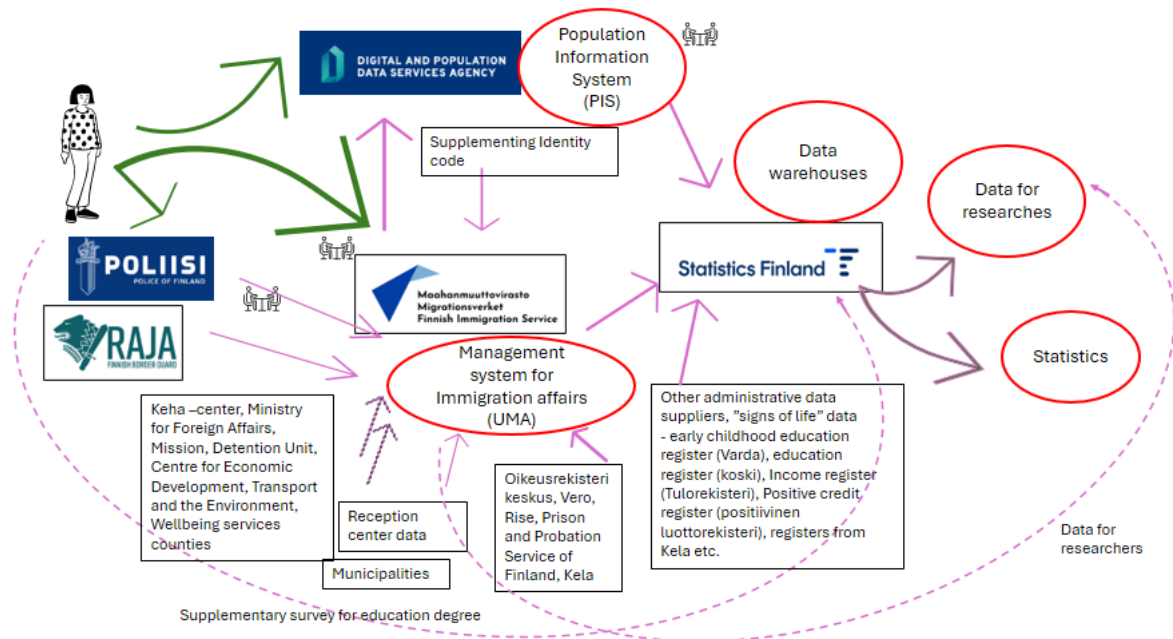 DIGITAL AND POPULATION
DATA SERVICES AGENCY
Population
Information
System
(PIS)
Supplementing Identity
code
Data
warehouses
Data for
researches
POLIISI
POLICE OF FINLAND
RAJA
FINNISH BORDER GUARD
Maahanmuuttovirasto
Migrationsverket
Finnish Immigration Service
Statistics Finland
Management
system for
Immigration affairs
(UMA)
Statistics
Keha –center, Ministry
for Foreign Affairs,
Mission, Detention Unit,
Centre for Economic
Development, Transport
and the Environment,
Wellbeing services
counties
Reception
center data
Municipalities
Oikeusrekisteri
keskus, Vero,
Rise, Prison
and Probation
Service of
Finland, Kela
Other administrative data
suppliers, ”signs of life” data
- early childhood education
register (Varda), education
register (koski), Income register
(Tulorekisteri), Positive credit
register (positiivinen
luottorekisteri), registers from
Kela etc.
Data for
researchers
Supplementary survey for education degree